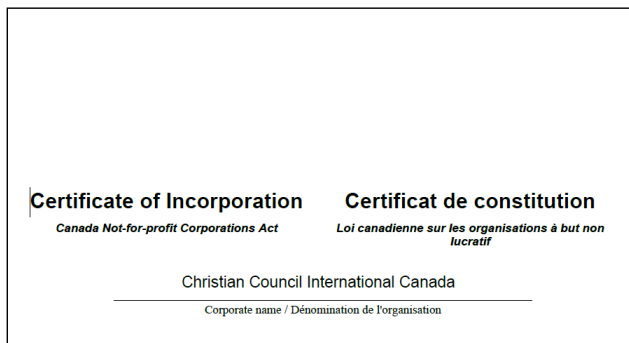 Certificate of Incorporation
Canada Not-for-profit Corporations Act
Certificat de constitution
Loi canadienne sur les organisations à but non
lucratif
Christian Council International Canada
Corporate name / Dénomination de l'organisation